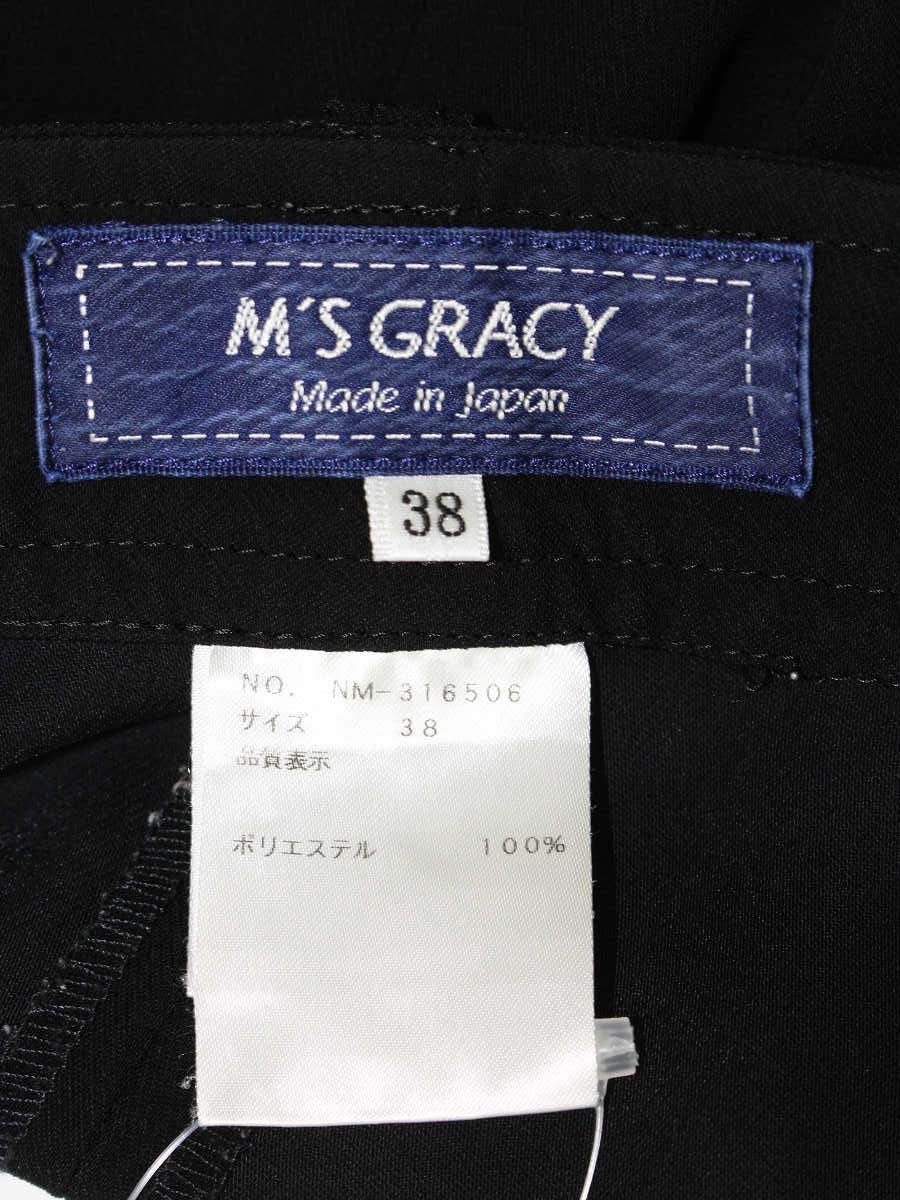 M'S GRACY
Made in Japan
38
NO. NM-316506
サイズ 38
品質表示
ポリエステル 100%